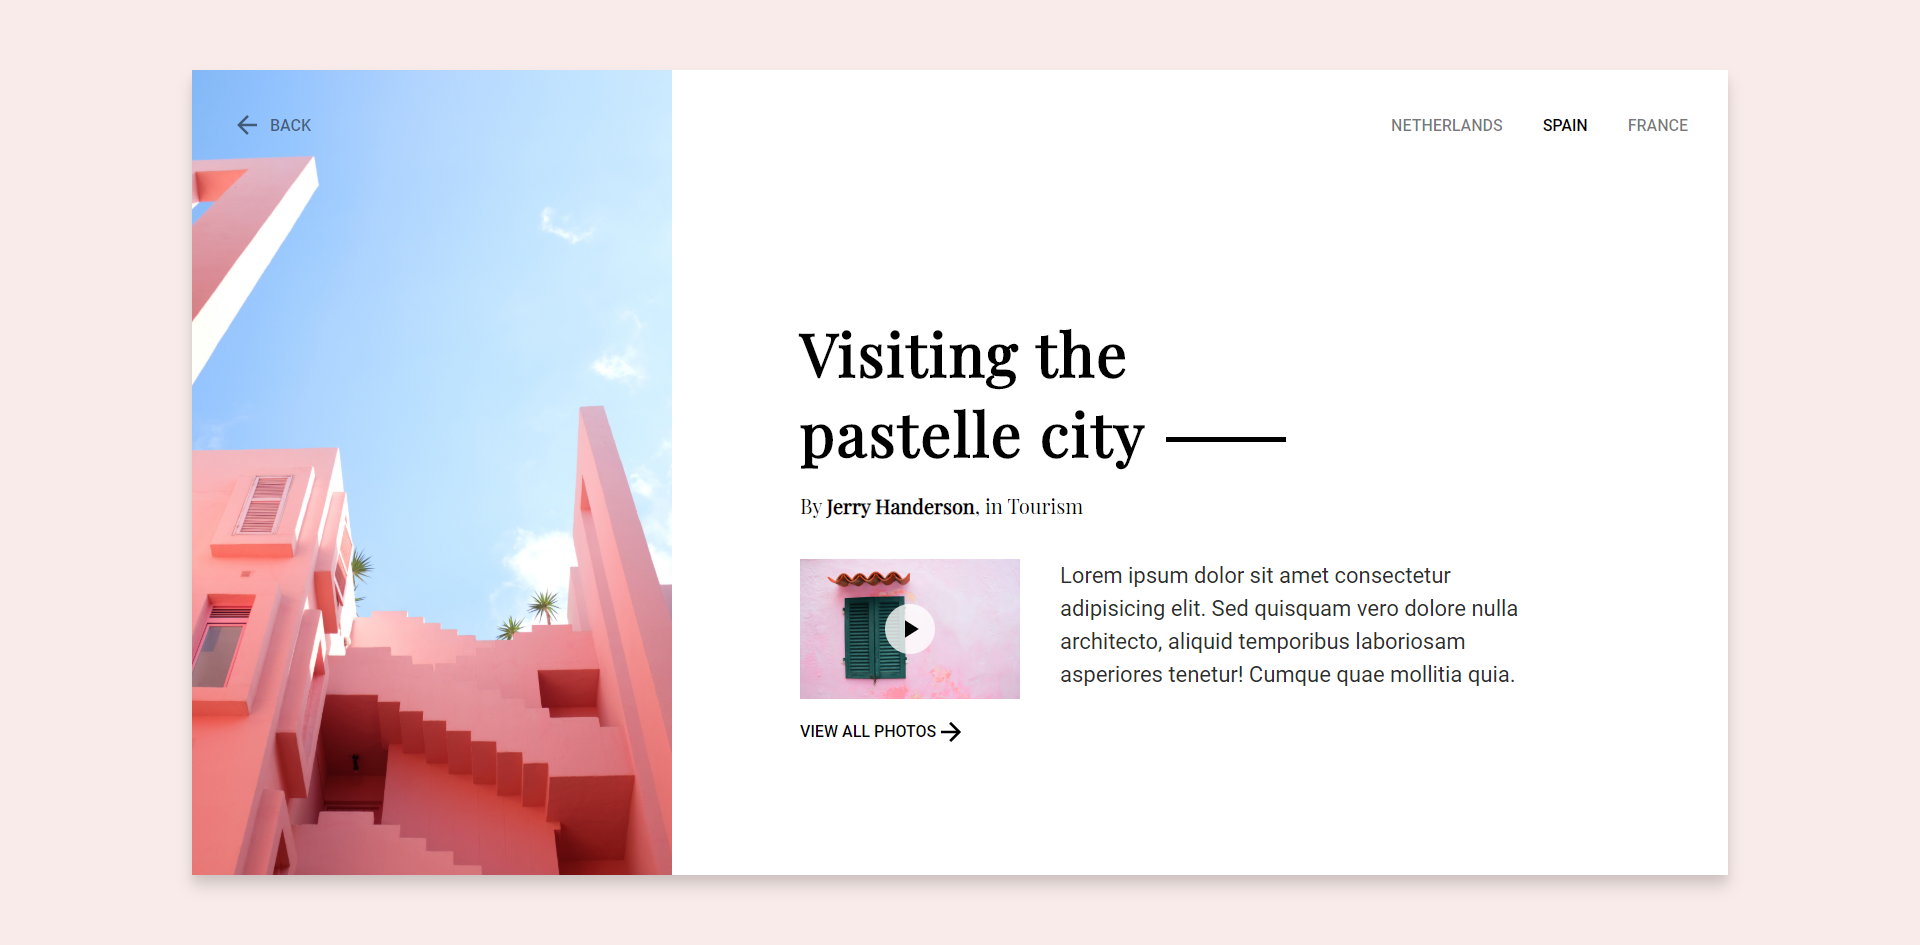 BACK
NETHERLANDS SPAIN FRANCE
Visiting the
pastelle city
By Jerry Handerson, in Tourism
Lorem ipsum dolor sit amet consectetur
adipisicing elit. Sed quisquam vero dolore nulla
architecto, aliquid temporibus laboriosam
asperiores tenetur! Cumque quae mollitia quia.
VIEW ALL PHOTOS